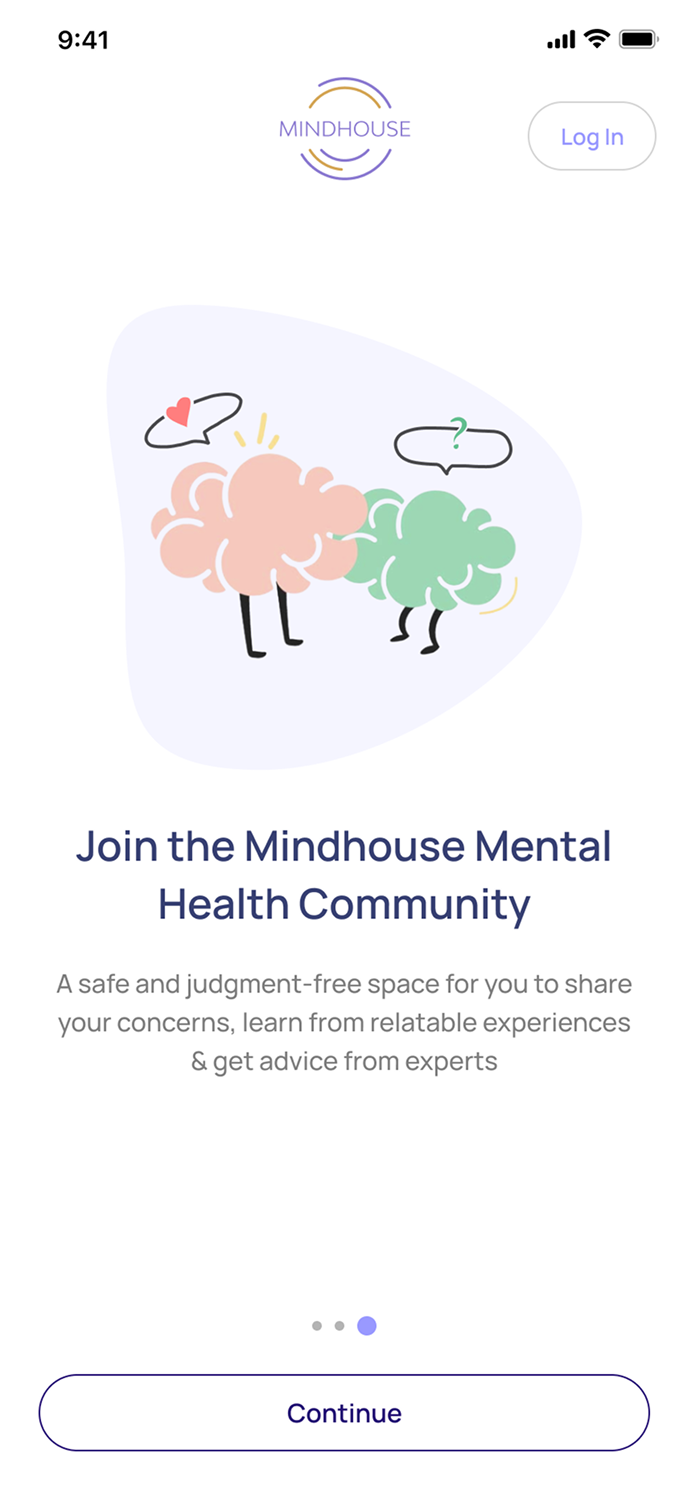 9:41
MINDHOUSE
Log In
?
Join the Mindhouse Mental
Health Community
A safe and judgment-free space for you to share
your concerns, learn from relatable experiences
& get advice from experts
Continue